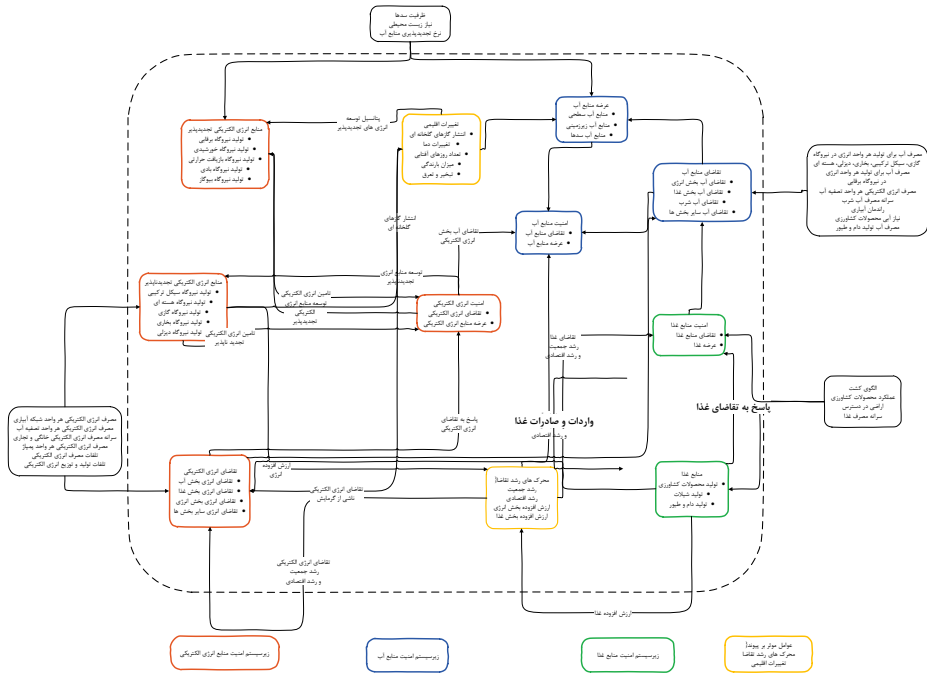 ظرفیت سدها
نیاز زیست محیطی
نرخ تجدیدپذیری منابع آب
منابع انرژی الکتریکی تجدیدپذیر
تولید نیروگاه برقابی
تولید نیروگاه خورشیدی
تولید نیروگاه بازیافت حرارتی
تولید نیروگاه بادی
تولید نیروگاه بیوگاز
پتانسیل توسعه
انرژی های تجدیدپذیر
تغییرات اقلیمی
انتشار گازهای گلخانه ای
تغییرات دما
تعداد روزهای آفتابی
میزان بارندگی
تبخیر و تعرق
عرضه منابع آب
منابع آب سطحی
منابع آب زیرزمینی
منابع آب سدها
تقاضای منابع آب
تقاضای آب بخش انرژی
تقاضای آب بخش غذا
تقاضای آب شرب
تقاضای آب سایر بخش ها
مصرف آب برای تولید هر واحد انرژی در نیروگاه
گازی، سیکل ترکیبی، بخاری، دیزلی، هسته ای
مصرف آب برای تولید هر واحد انرژی
در نیروگاه برقابی
مصرف انرژی الکتریکی هر واحد تصفیه آب
سرانه مصرف آب شرب
راندمان آبیاری
نیاز آبی محصولات کشاورزی
مصرف آب تولید دام و طیور
انتشار گازهای
گلخانه ای
تقاضای آب بخش
انرژی الکتریکی
امنیت منابع آب
تقاضای منابع آب
عرضه منابع آب
منابع انرژی الکتریکی تجدیدناپذیر
تولید نیروگاه سیکل ترکیبی
تولید نیروگاه هسته ای
تولید نیروگاه گازی
تولید نیروگاه بخاری
تولید نیروگاه دیزلی
توسعه منابع انرژی
تجدیدناپذیر
تامین انرژی الکتریکی
توسعه منابع انرژی
الکتریکی
تجدیدپذیر
تامین انرژی الکتریکی
تجدید ناپذیر
امنیت انرژی الکتریکی
تقاضای انرژی الکتریکی
عرضه منابع انرژی الکتریکی
تقاضای غذا
رشد جمعیت
و رشد اقتصادی
امنیت منابع غذا
تقاضای منابع غذا
عرضه غذا
الگوی کشت
عملکرد محصولات کشاورزی
اراضی در دسترس
سرانه مصرف غذا
پاسخ به تقاضای غذا
واردات و صادرات غذا
و رشد اقتصادی
پاسخ به تقاضای
انرژی الکتریکی
مصرف انرژی الکتریکی هر واحد شبکه آبیاری
مصرف انرژی الکتریکی هر واحد تصفیه آب
سرانه مصرف انرژی الکتریکی خانگی و تجاری
مصرف انرژی الکتریکی هر واحد پمپاژ
تلفات مصرف انرژی الکتریکی
تلفات تولید و توزیع انرژی الکتریکی
تقاضای انرژی الکتریکی
تقاضای انرژی بخش آب
تقاضای انرژی بخش غذا
تقاضای انرژی بخش انرژی
تقاضای انرژی سایر بخش ها
ارزش افزوده
انرژی
تقاضای انرژی الکتریکی
ناشی از گرمایش
محرک های رشد تقاضا
رشد جمعیت
رشد اقتصادی
ارزش افزوده بخش انرژی
ارزش افزوده بخش غذا
منابع غذا
تولید محصولات کشاورزی
تولید شیلات
تولید دام و طیور
تقاضای انرژی الکتریکی
رشد جمعیت
و رشد اقتصادی
ارزش افزوده غذا
زیرسیستم امنیت منابع انرژی الکتریکی
زیرسیستم امنیت منابع آب
زیرسیستم امنیت منابع غذا
عوامل موثر بر پیوند
محرک های رشد تقاضا
تغییرات اقلیمی